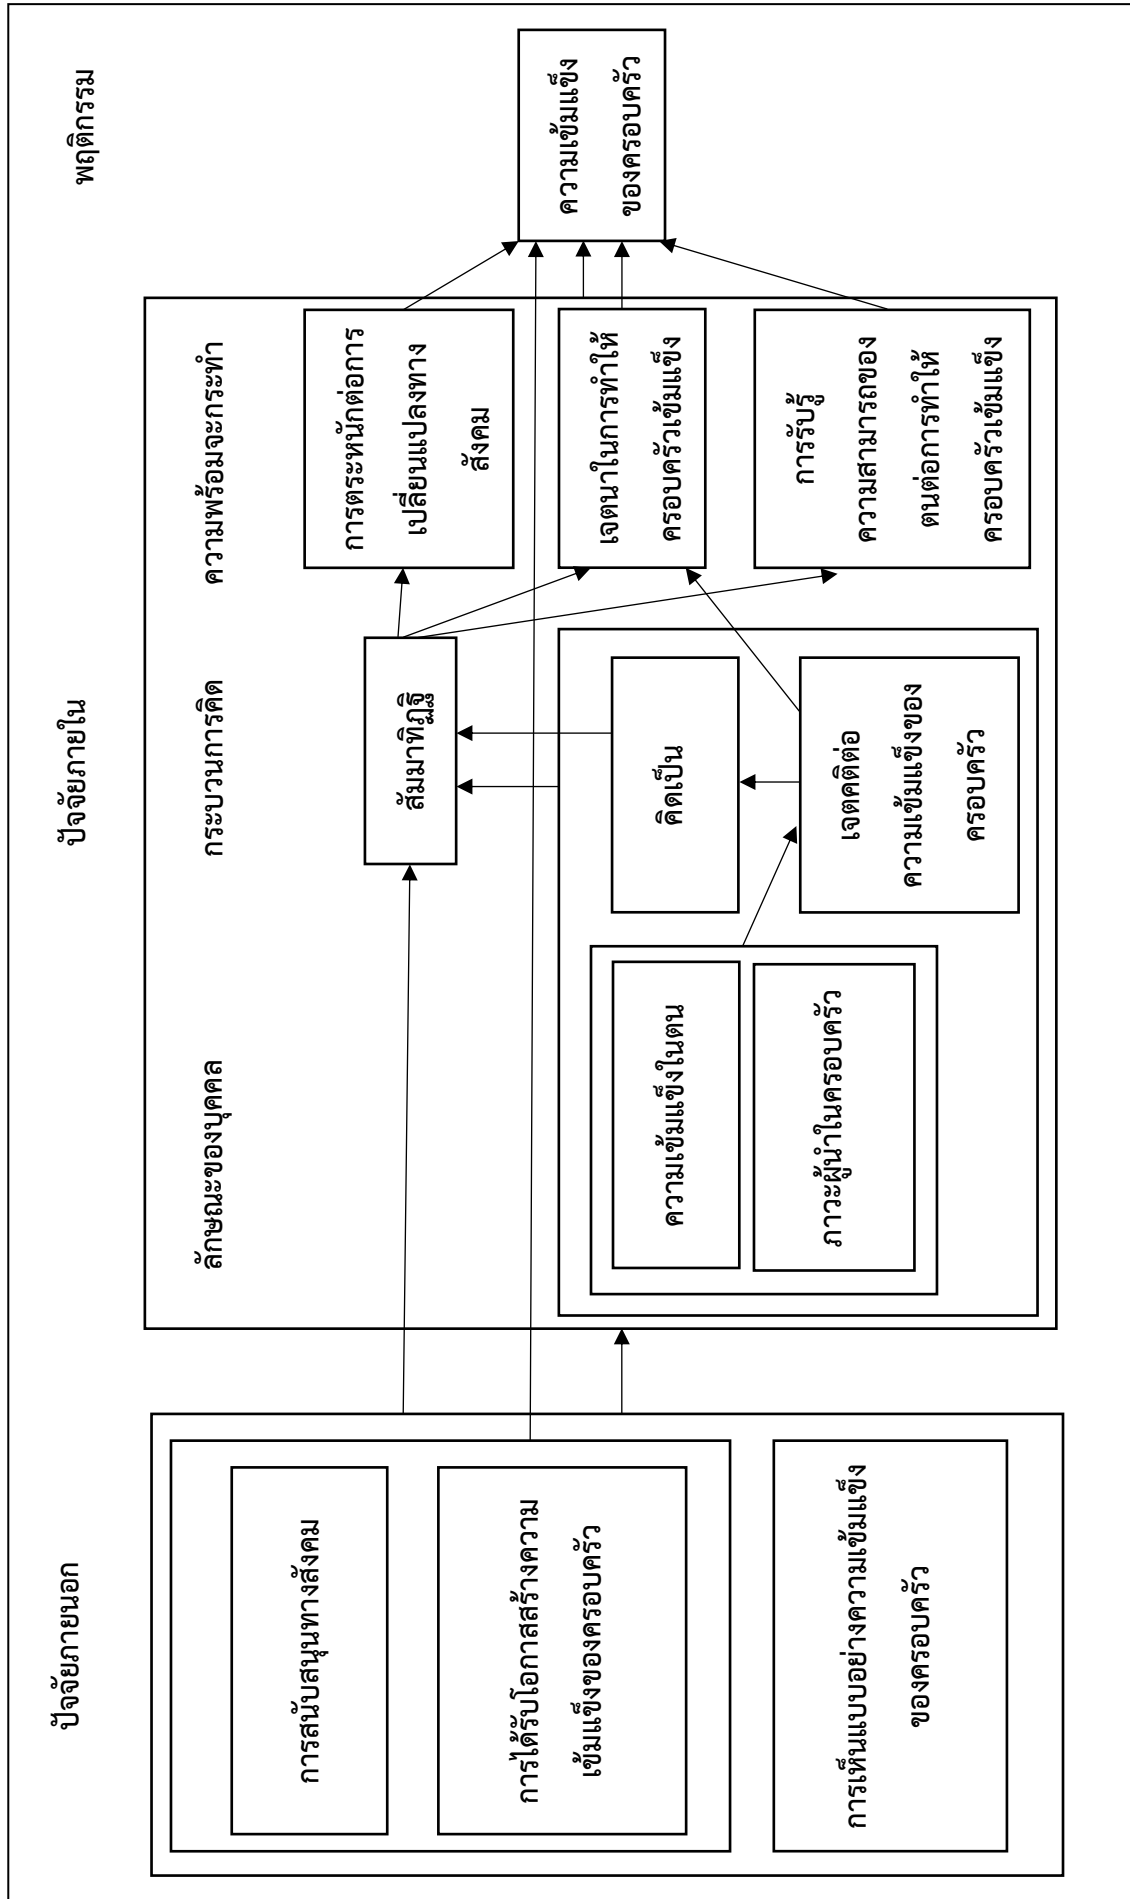 ปัจจัยภายนอก
ปัจจัยภายใน
พฤติกรรม
ลักษณะของบุคคล
กระบวนการคิด
ความพร้อมจะกระทำ
การสนับสนุนทางสังคม
การได้รับโอกาสสร้างความ
เข้มแข็งของครอบครัว
การเห็นแบบอย่างความเข้มแข็ง
ของครอบครัว
ความเข้มแข็งในตน
ภาวะผู้นำในครอบครัว
สัมมาทิฏฐิ
คิดเป็น
เจตคติต่อ
ความเข้มแข็งของ
ครอบครัว
การตระหนักต่อการ
เปลี่ยนแปลงทาง
สังคม
เจตนาในการทำให้
ครอบครัวเข้มแข็ง
การรับรู้
ความสามารถของ
ตนต่อการทำให้
ครอบครัวเข้มแข็ง
ความเข้มแข็ง
ของครอบครัว